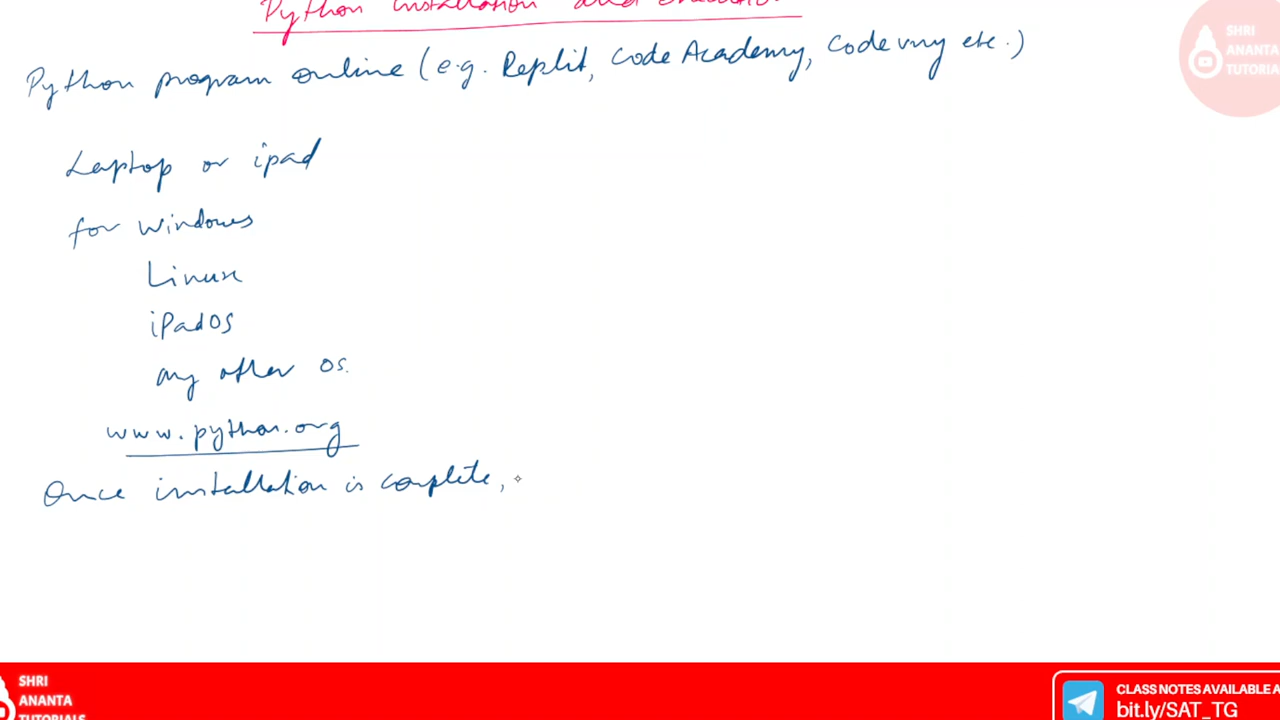 Python installation and
Python program online (e.g. Replit, Code Academy, Codevny etc.)
Laptop or ipad
for windows
Linux
iPadOS
any other OS.
www.python.org
Once installation is complete,
SHRI
ANANTA
TUTORIA
SHRI
ANANTA
TUTORIALS
CLASS NOTES AVAILABLE A
bit.ly/SAT_TG